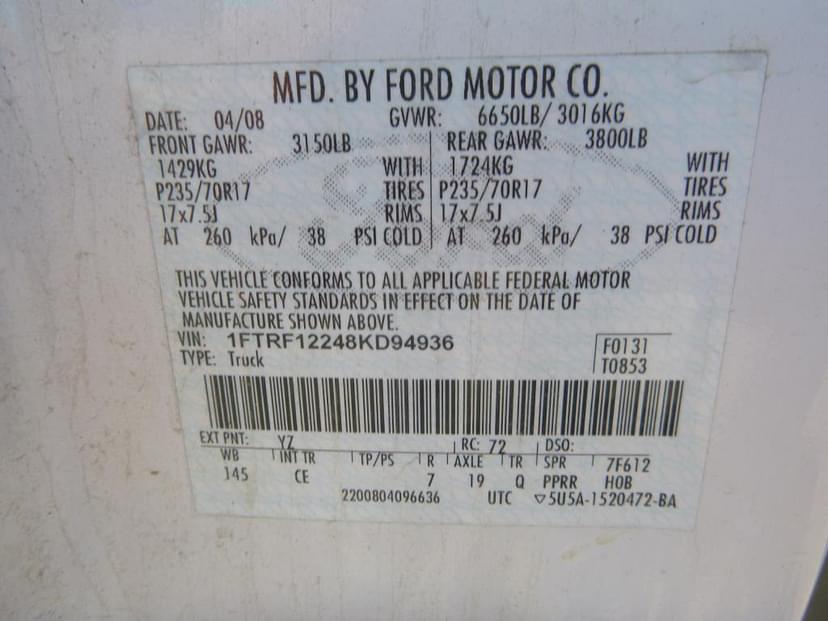 MFD. BY FORD MOTOR CO.
DATE: 04/08 GVWR: 6650LB/ 3016KG
FRONT GAWR: 3150LB REAR GAWR: 3800LB
1429KG WITH 1724KG WITH
P235/70R17 TIRES P235/70R17 TIRES
17x7.5J RIMS 17x7.5J RIMS
AT 260 kPa/ 38 PSI COLD AT 260 kPa/ 38 PSI COLD
THIS VEHICLE CONFORMS TO ALL APPLICABLE FEDERAL MOTOR
VEHICLE SAFETY STANDARDS IN EFFECT ON THE DATE OF
MANUFACTURE SHOWN ABOVE.
VIN: 1FTRF12248KD94936 F0131
TYPE: Truck T0853
EXT PNT: YZ RC: 72 DSO:
WB INT TR TP/PS R AXLE TR SPR 7F612
145 CE 7 19 Q PPRR HOB
2200804096636 UTC ▽5U5A-1520472-BA